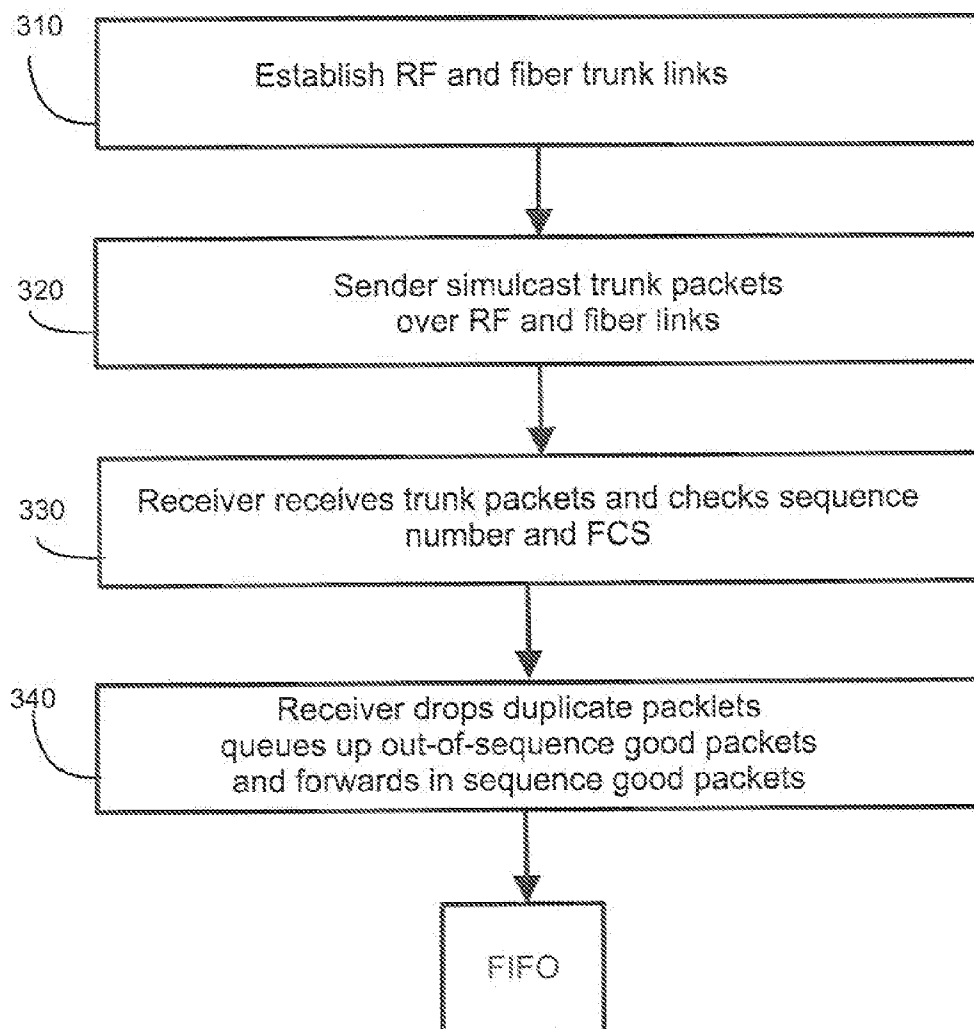 310
Establish RF and fiber trunk links
320
Sender simulcast trunk packets
over RF and fiber links
330
Receiver receives trunk packets and checks sequence
number and FCS
340
Receiver drops duplicate packlets
queues up out-of-sequence good packets
and forwards in sequence good packets
FIFO